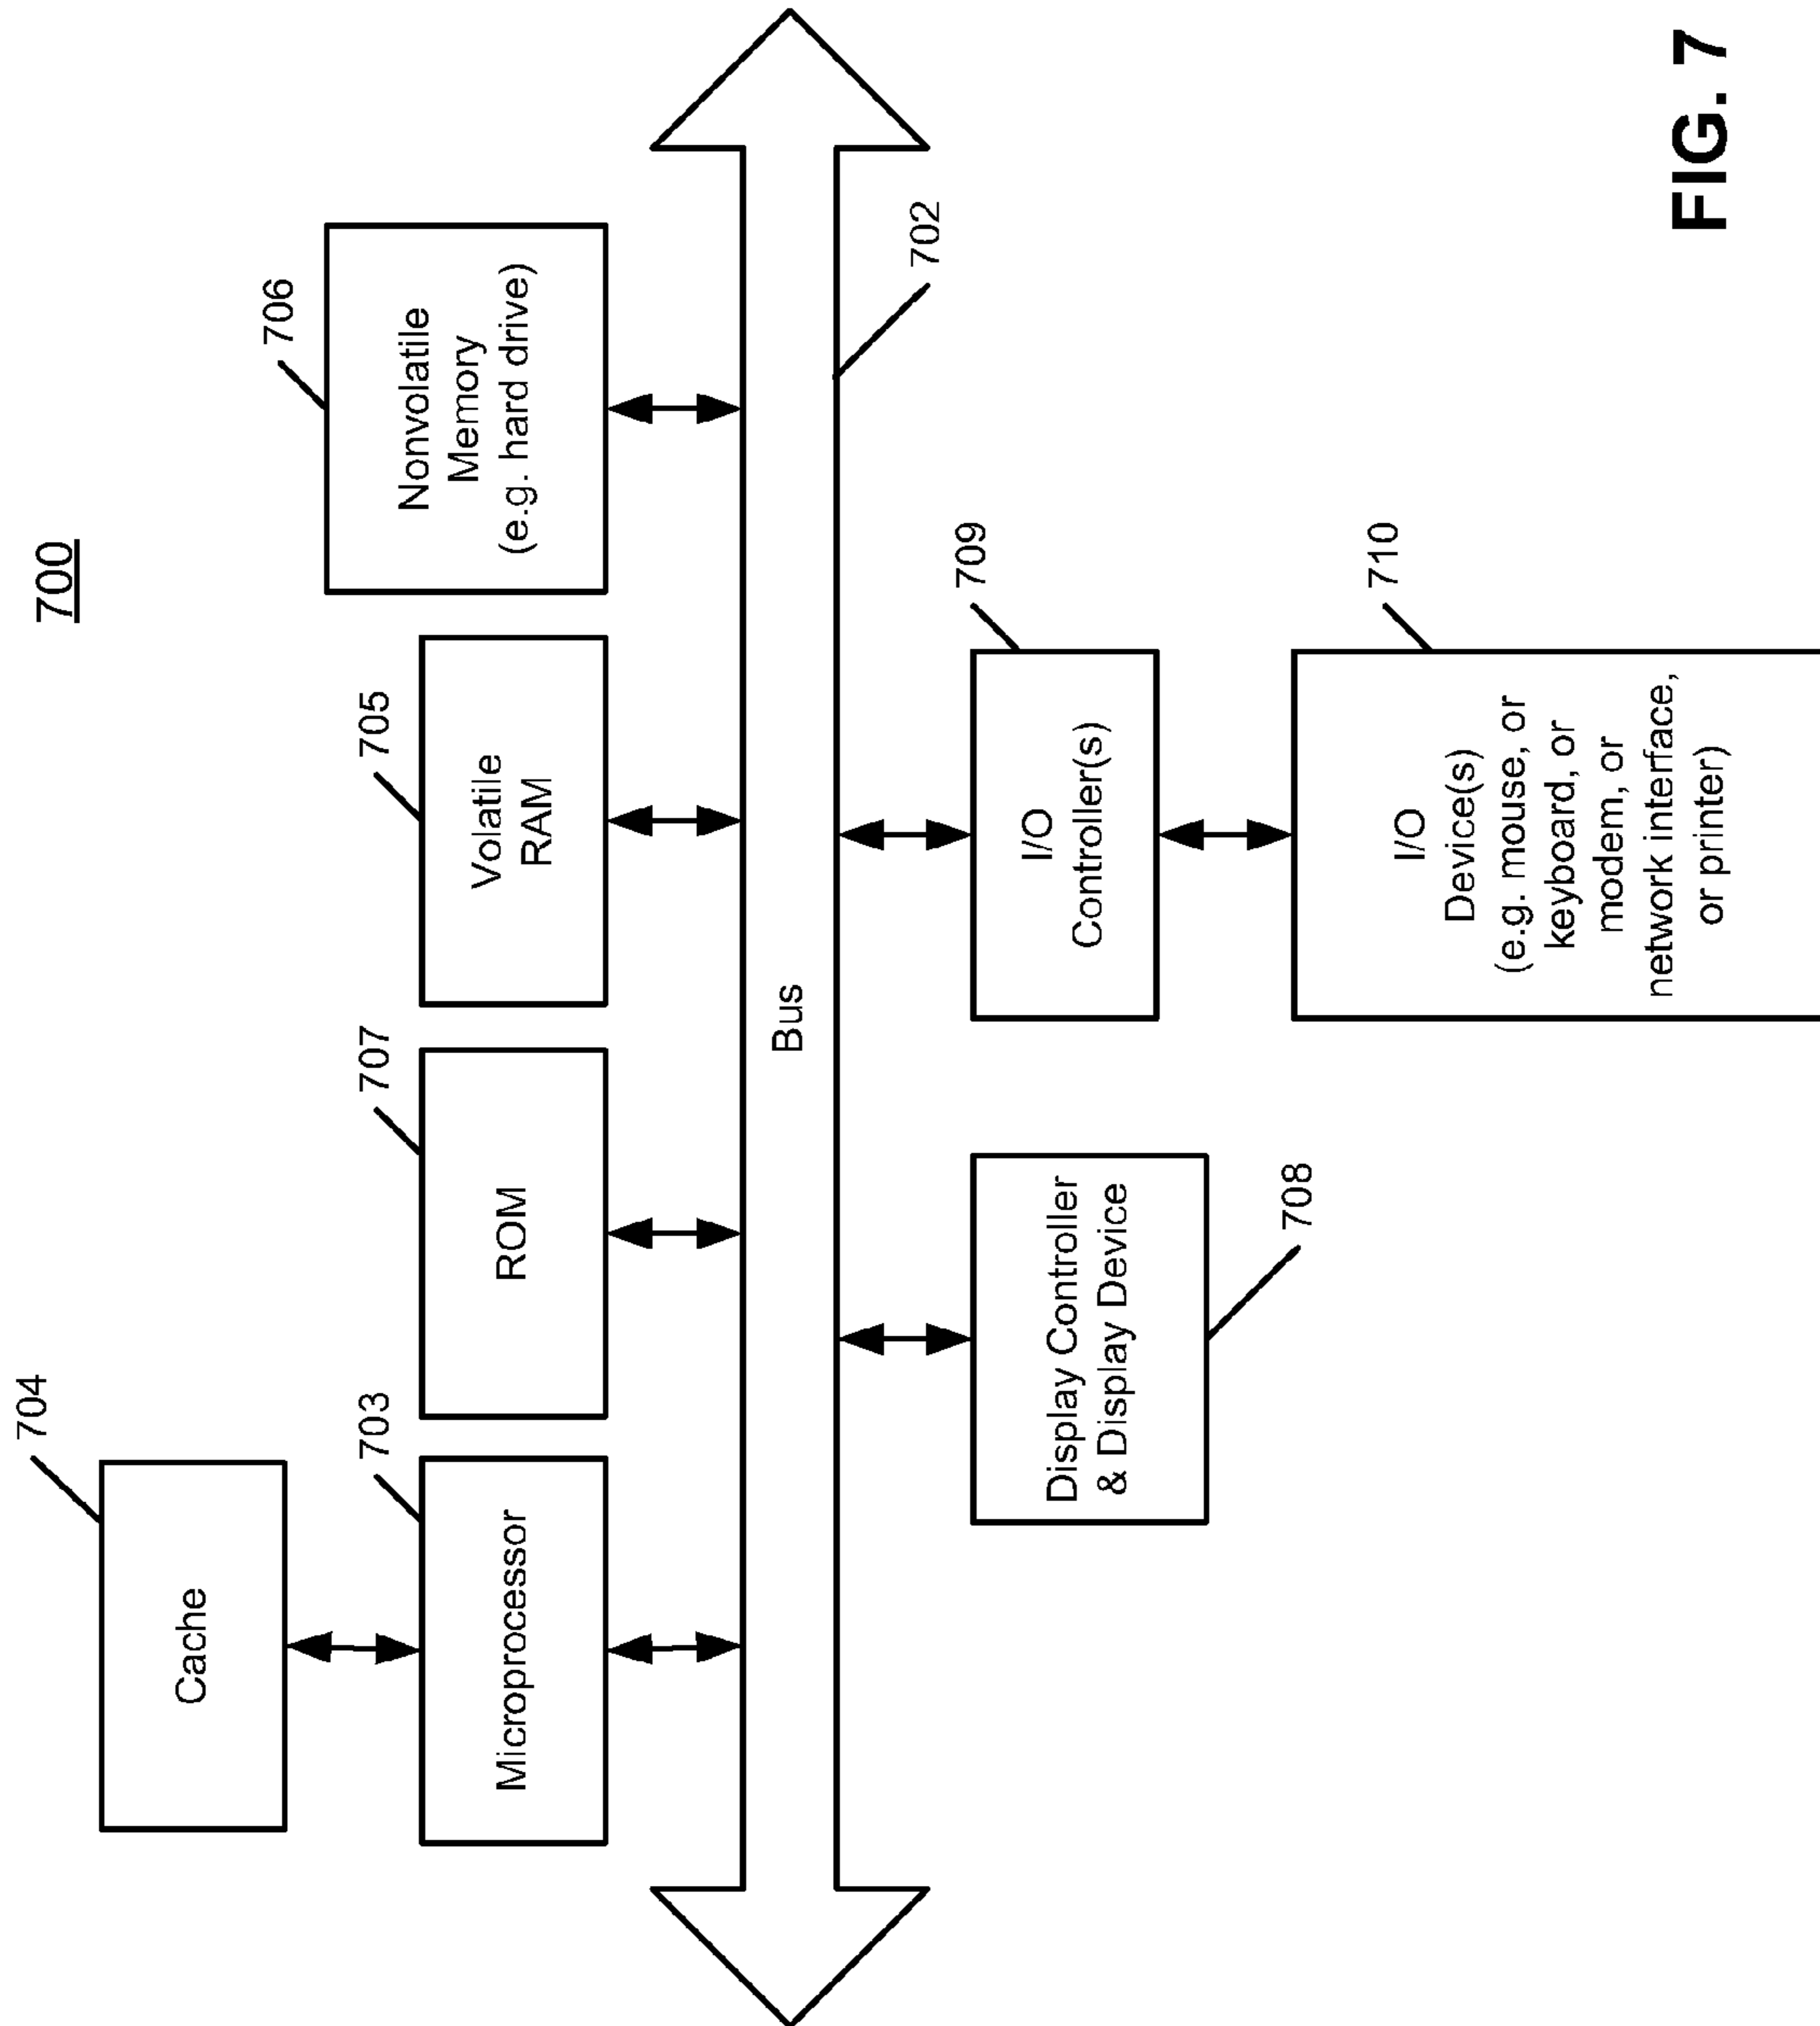 700
704
Cache
703
Microprocessor
707
ROM
705
Volatile
RAM
706
Nonvolatile
Memory
(e.g. hard drive)
Bus
702
Display Controller
& Display Device
708
709
I/O
Controller(s)
710
I/O
Device(s)
(e.g. mouse, or
keyboard, or
modem, or
network interface,
or printer)
FIG. 7